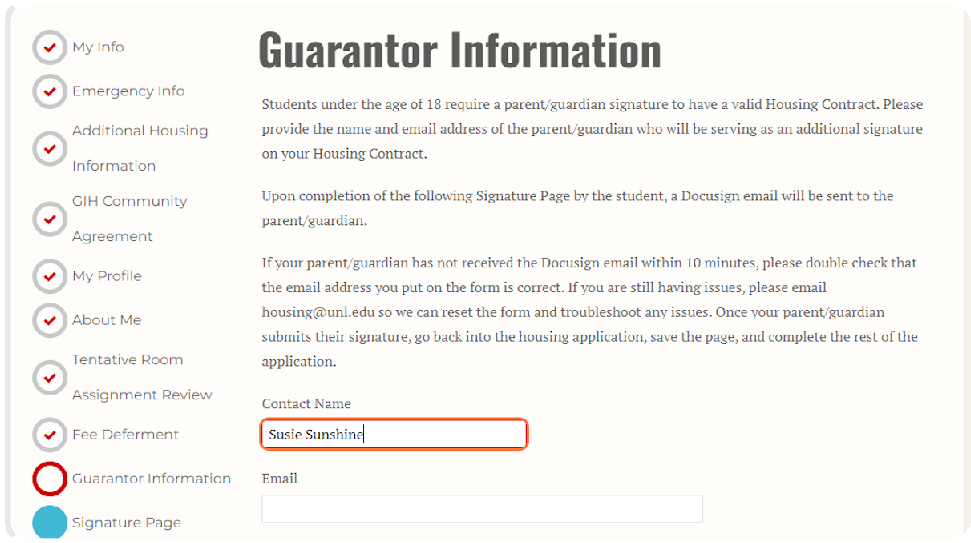 My Info
Emergency Info
Additional Housing
Information
GIH Community
Agreement
My Profile
About Me
Tentative Room
Assignment Review
Fee Deferment
Guarantor Information
Signature Page
Guarantor Information
Students under the age of 18 require a parent/guardian signature to have a valid Housing Contract. Please
provide the name and email address of the parent/guardian who will be serving as an additional signature
on your Housing Contract.
Upon completion of the following Signature Page by the student, a Docusign email will be sent to the
parent/guardian.
If your parent/guardian has not received the Docusign email within 10 minutes, please double check that
the email address you put on the form is correct. If you are still having issues, please email
housing@unl.edu so we can reset the form and troubleshoot any issues. Once your parent/guardian
submits their signature, go back into the housing application, save the page, and complete the rest of the
application.
Contact Name
Susie Sunshine
Email